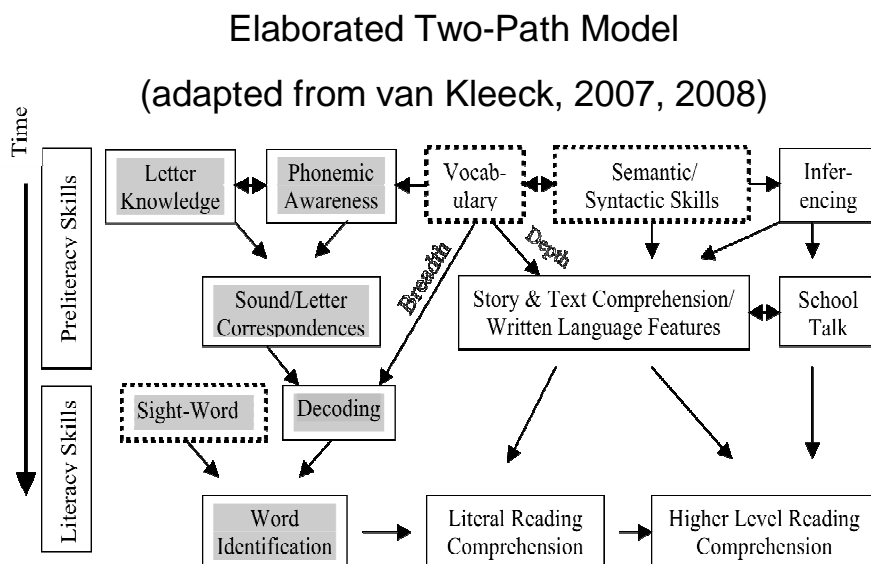 Elaborated Two-Path Model
(adapted from van Kleeck, 2007, 2008)
Time
Preliteracy Skills
Letter
Knowledge
Phonemic
Awareness
Vocab-
ulary
Semantic/
Syntactic Skills
Infer-
encing
Breadth
Depth
Sound/Letter
Correspondences
Story & Text Comprehension/
Written Language Features
School
Talk
Literacy Skills
Sight-Word
Decoding
Word
Identification
Literal Reading
Comprehension
Higher Level Reading
Comprehension